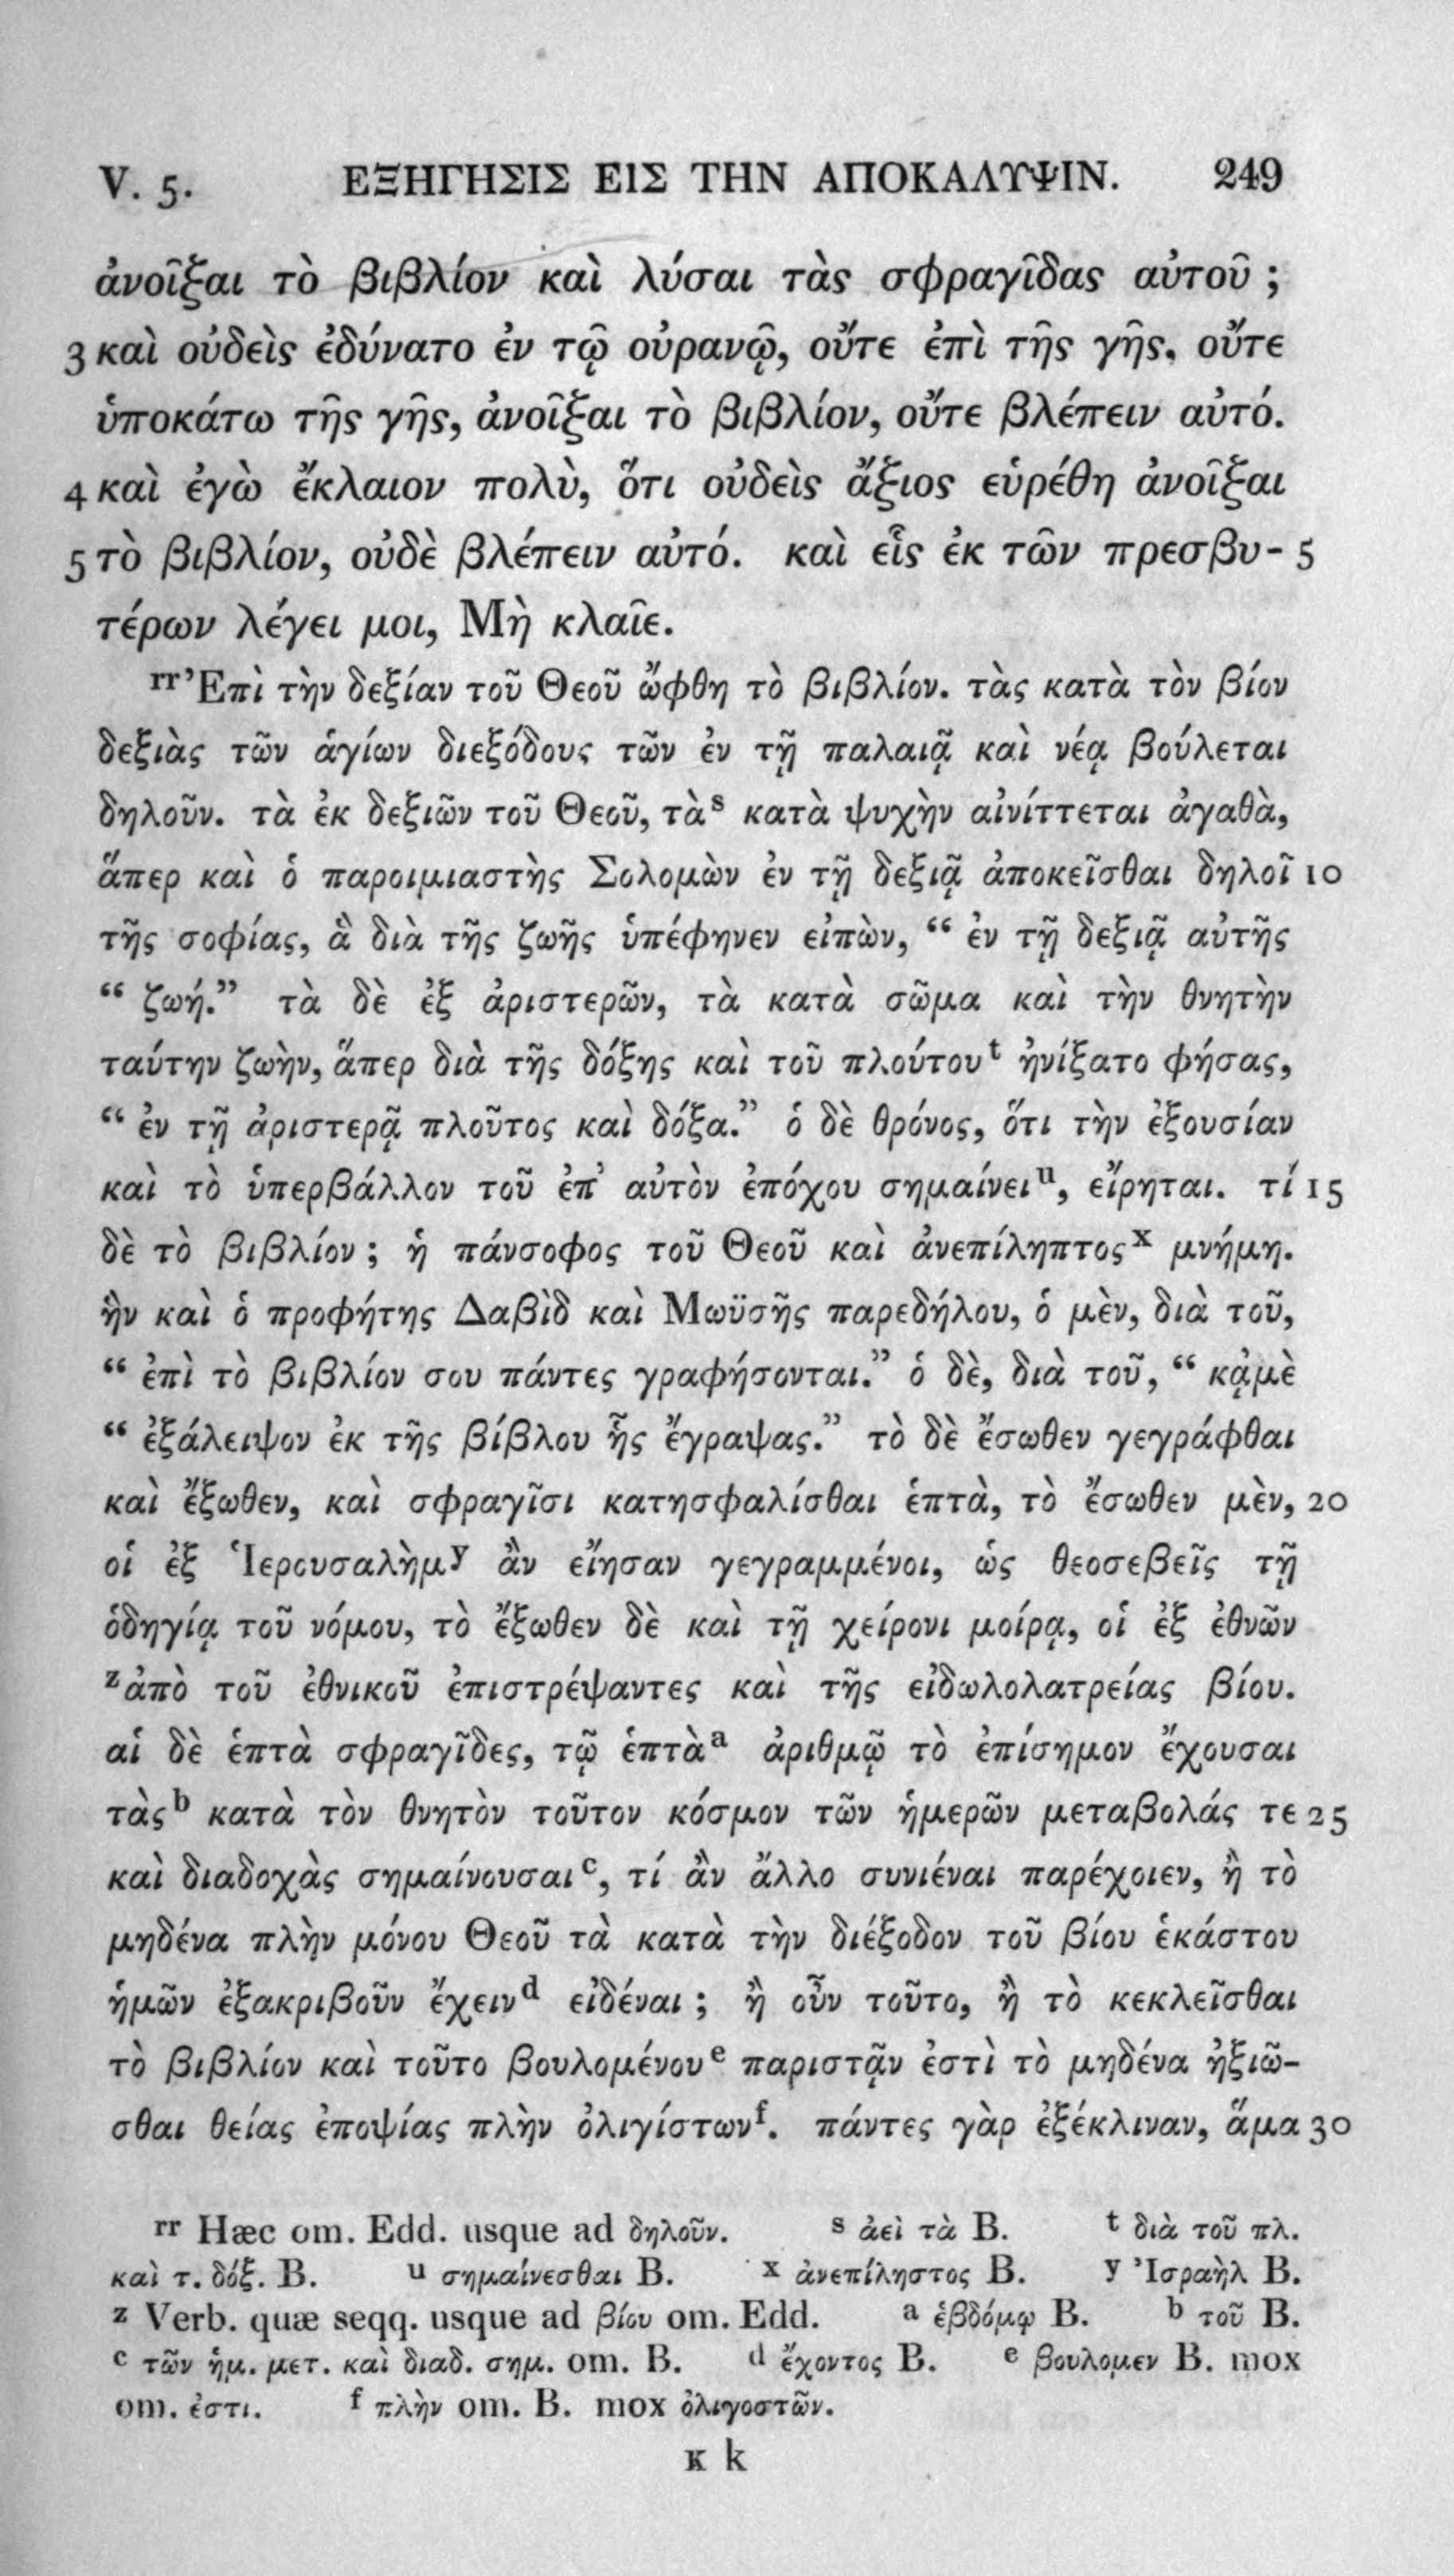 V. 5. ΕΞΗΓΗΣΙΣ ΕΙΣ ΤΗΝ ΑΠΟΚΑΛΥΨΙΝ. 249
ἀνοῖξαι τὸ βιβλίον καὶ λύσαι τὰς σφραγῖδας αὐτοῦ ;
3 καὶ οὐδεὶς ἐδύνατο ἐν τῷ οὐρανῷ, οὔτε ἐπὶ τῆς γῆς, οὔτε
ὑποκάτω τῆς γῆς, ἀνοῖξαι τὸ βιβλίον, οὔτε βλέπειν αὐτό.
4 καὶ ἐγὼ ἔκλαιον πολὺ, ὅτι οὐδεὶς ἄξιος εὑρέθη ἀνοῖξαι
5 τὸ βιβλίον, οὐδὲ βλέπειν αὐτό. καὶ εἷς ἐκ τῶν πρεσβυ- 5
τέρων λέγει μοι, Μὴ κλαῖε.
rr Ἐπὶ τὴν δεξίαν τοῦ Θεοῦ ὤφθη τὸ βιβλίον. τὰς κατὰ τὸν βίον
δεξιὰς τῶν ἁγίων διεξόδους τῶν ἐν τῇ παλαιᾷ καὶ νέᾳ βούλεται
δηλοῦν. τὰ ἐκ δεξιῶν τοῦ Θεοῦ, τὰ s κατὰ ψυχὴν αἰνίττεται ἀγαθὰ,
ἅπερ καὶ ὁ παροιμιαστὴς Σολομὼν ἐν τῇ δεξιᾷ ἀποκεῖσθαι δηλοῖ 10
τῆς σοφίας, ἃ διὰ τῆς ζωῆς ὑπέφηνεν εἰπὼν, “ ἐν τῇ δεξιᾷ αὐτῆς
“ ζωή.” τὰ δὲ ἐξ ἀριστερῶν, τὰ κατὰ σῶμα καὶ τὴν θνητὴν
ταύτην ζωὴν, ἅπερ διὰ τῆς δόξης καὶ τοῦ πλούτου t ἠνίξατο φήσας,
“ ἐν τῇ ἀριστερᾷ πλοῦτος καὶ δόξα.” ὁ δὲ θρόνος, ὅτι τὴν ἐξουσίαν
καὶ τὸ ὑπερβάλλον τοῦ ἐπ’ αὐτὸν ἐπόχου σημαίνει u, εἴρηται. τί 15
δὲ τὸ βιβλίον ; ἡ πάνσοφος τοῦ Θεοῦ καὶ ἀνεπίληπτος x μνήμη.
ἣν καὶ ὁ προφήτης Δαβὶδ καὶ Μωϋσῆς παρεδήλου, ὁ μὲν, διὰ τοῦ,
“ ἐπὶ τὸ βιβλίον σου πάντες γραφήσονται.” ὁ δὲ, διὰ τοῦ, “ κᾀμὲ
“ ἐξάλειψον ἐκ τῆς βίβλου ἧς ἔγραψας.” τὸ δὲ ἔσωθεν γεγράφθαι
καὶ ἔξωθεν, καὶ σφραγῖσι κατησφαλίσθαι ἑπτὰ, τὸ ἔσωθεν μὲν, 20
οἱ ἐξ Ἱερουσαλὴμ y ἂν εἴησαν γεγραμμένοι, ὡς θεοσεβεῖς τῇ
ὁδηγίᾳ τοῦ νόμου, τὸ ἔξωθεν δὲ καὶ τῇ χείρονι μοίρᾳ, οἱ ἐξ ἐθνῶν
z ἀπὸ τοῦ ἐθνικοῦ ἐπιστρέψαντες καὶ τῆς εἰδωλολατρείας βίου.
αἱ δὲ ἑπτὰ σφραγῖδες, τῷ ἑπτὰ a ἀριθμῷ τὸ ἐπίσημον ἔχουσαι
τὰς b κατὰ τὸν θνητὸν τοῦτον κόσμον τῶν ἡμερῶν μεταβολάς τε 25
καὶ διαδοχὰς σημαίνουσαι c, τί ἂν ἄλλο συνιέναι παρέχοιεν, ἢ τὸ
μηδένα πλὴν μόνου Θεοῦ τὰ κατὰ τὴν διέξοδον τοῦ βίου ἑκάστου
ἡμῶν ἐξακριβοῦν ἔχειν d εἰδέναι ; ἢ οὖν τοῦτο, ἢ τὸ κεκλεῖσθαι
τὸ βιβλίον καὶ τοῦτο βουλομένου e παριστᾷν ἐστὶ τὸ μηδένα ἠξιῶ-
σθαι θείας ἐποψίας πλὴν ὀλιγίστων f. πάντες γὰρ ἐξέκλιναν, ἅμα 30
rr Hæc om. Edd. usque ad δηλοῦν. s ἀεὶ τὰ B. t διὰ τοῦ πλ.
καὶ τ. δόξ. B. u σημαίνεσθαι B. x ἀνεπίληστος B. y Ἰσραὴλ B.
z Verb. quæ seqq. usque ad βίου om. Edd. a ἑβδόμῳ B. b τοῦ B.
c τῶν ἡμ. μετ. καὶ διαδ. σημ. om. B. d ἔχοντος B. e βουλομεν B. mox
om. ἐστι. f πλὴν om. B. mox ὀλιγοστῶν.
K k